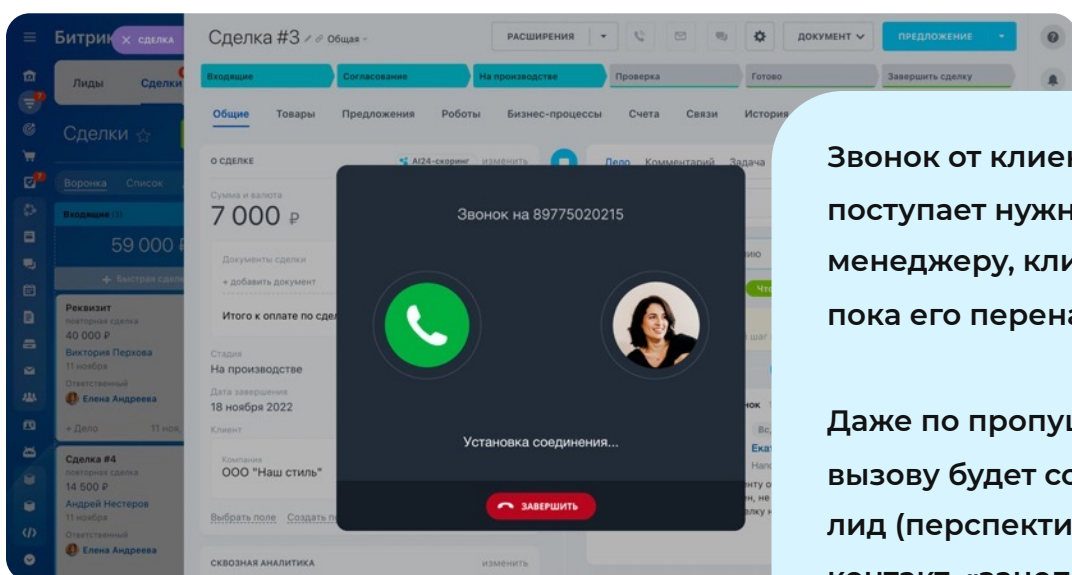 Битрик
СДЕЛКА
Сделка #3
Общая
РАСШИРЕНИЯ
ДОКУМЕНТ
ПРЕДЛОЖЕНИЕ
Лиды
Сделки
Входящие
Согласование
На производстве
Проверка
Готово
Завершить сделку
Общие Товары Предложения Роботы Бизнес-процессы Счета Связи История
Сделки
Воронка Список
Входящие (3)
59 000 ₽
+ Быстрая сделк
Реквизит
повторная сделка
40 000 ₽
Виктория Перхова
11 ноября
Ответственный
Елена Андреева
+ Дело 11 ноя,
Сделка #4
повторная сделка
14 500 ₽
Андрей Нестеров
11 ноября
Ответственный
Елена Андреева
О СДЕЛКЕ
AI24-скоринг изменить
Дело Комментарий Задача
Сумма и валюта
7 000 ₽
Документы сделки
+ добавить документ
Итого к оплате по сдел
Стадия
На производстве
Дата завершения
18 ноября 2022
Клиент
Компания
ООО "Наш стиль"
Выбрать поле Создать п
СКВОЗНАЯ АНАЛИТИКА изменить
Звонок на 89775020215
Установка соединения...
ЗАВЕРШИТЬ
Звонок от клиен
поступает нужн
менеджеру, кли
пока его перена
Даже по пропущ
вызову будет со
лид (перспекти